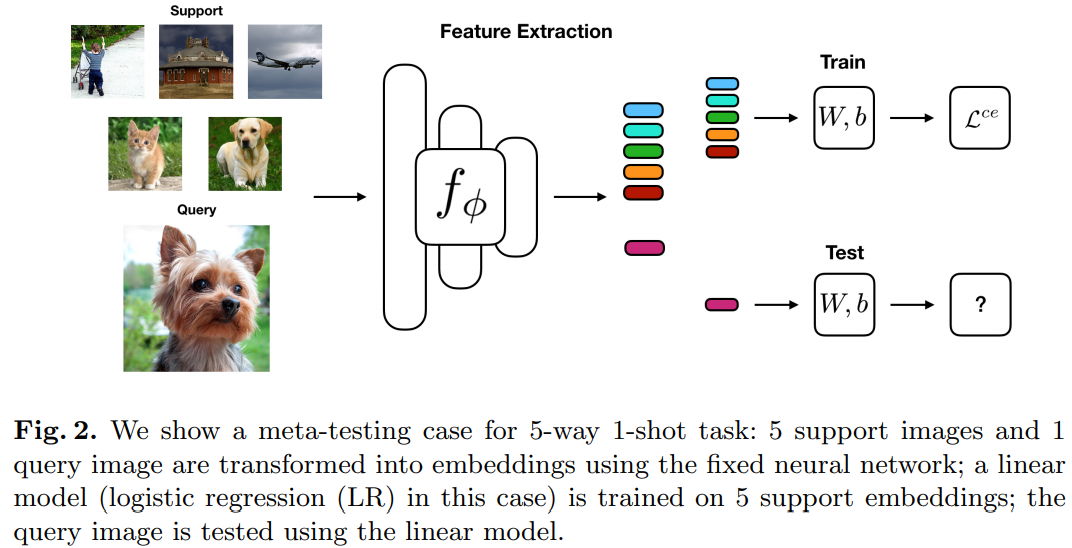 Support
Feature Extraction
Query
f_ϕ
Train
W, b
ℒ^{ce}
Test
W, b
?
Fig. 2. We show a meta-testing case for 5-way 1-shot task: 5 support images and 1
query image are transformed into embeddings using the fixed neural network; a linear
model (logistic regression (LR) in this case) is trained on 5 support embeddings; the
query image is tested using the linear model.